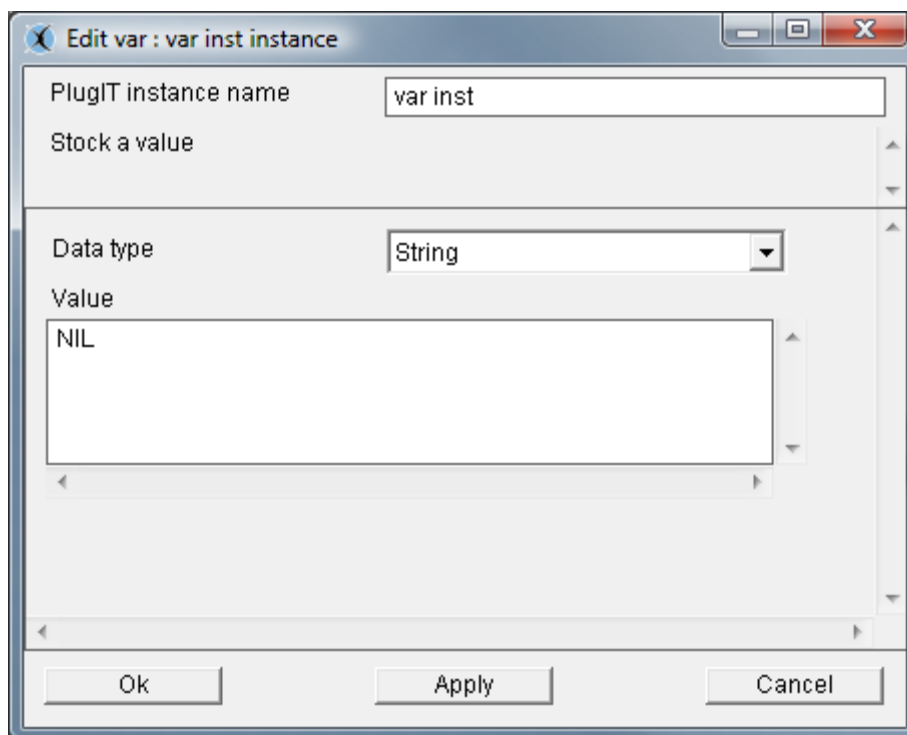 Edit var : var inst instance
PlugIT instance name
var inst
Stock a value
Data type
String
Value
NIL
Ok
Apply
Cancel